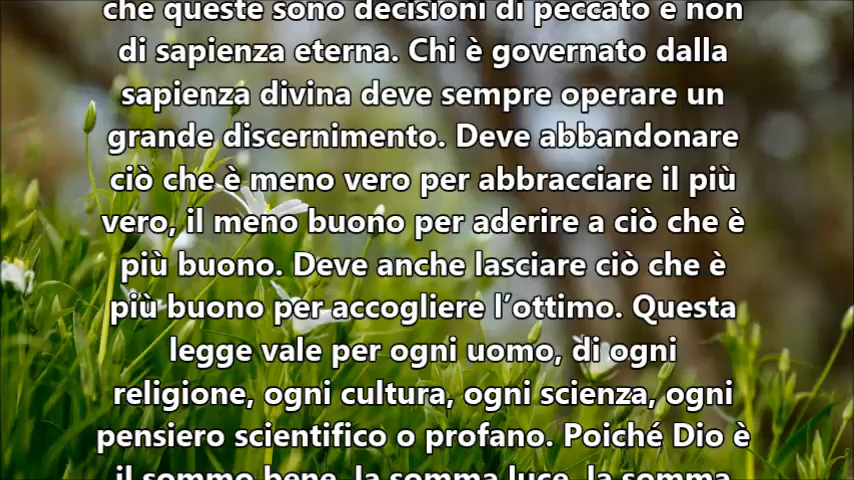 che queste sono decisioni di peccato e non
di sapienza eterna. Chi è governato dalla
sapienza divina deve sempre operare un
grande discernimento. Deve abbandonare
ciò che è meno vero per abbracciare il più
vero, il meno buono per aderire a ciò che è
più buono. Deve anche lasciare ciò che è
più buono per accogliere l’ottimo. Questa
legge vale per ogni uomo, di ogni
religione, ogni cultura, ogni scienza, ogni
pensiero scientifico o profano. Poiché Dio è
il sommo bene, la somma luce, la somma